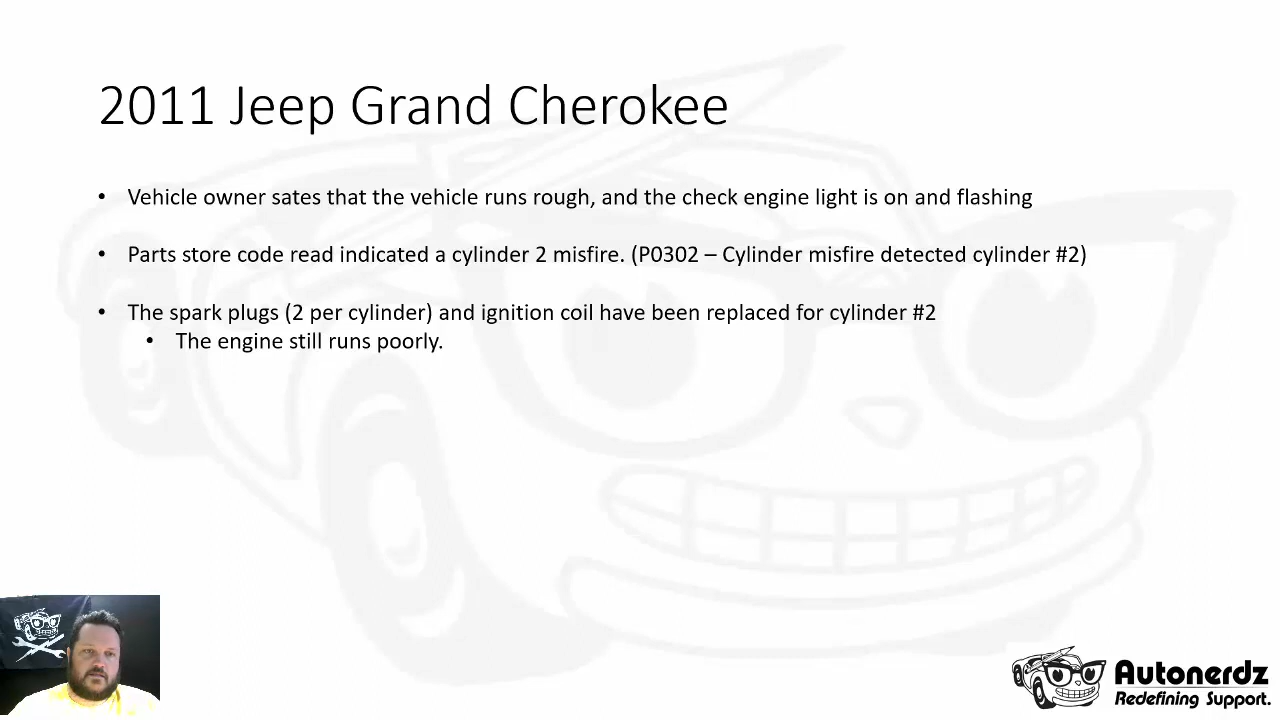 2011 Jeep Grand Cherokee
• Vehicle owner sates that the vehicle runs rough, and the check engine light is on and flashing
• Parts store code read indicated a cylinder 2 misfire. (P0302 – Cylinder misfire detected cylinder #2)
• The spark plugs (2 per cylinder) and ignition coil have been replaced for cylinder #2
• The engine still runs poorly.
Autonerdz
Redefining Support.